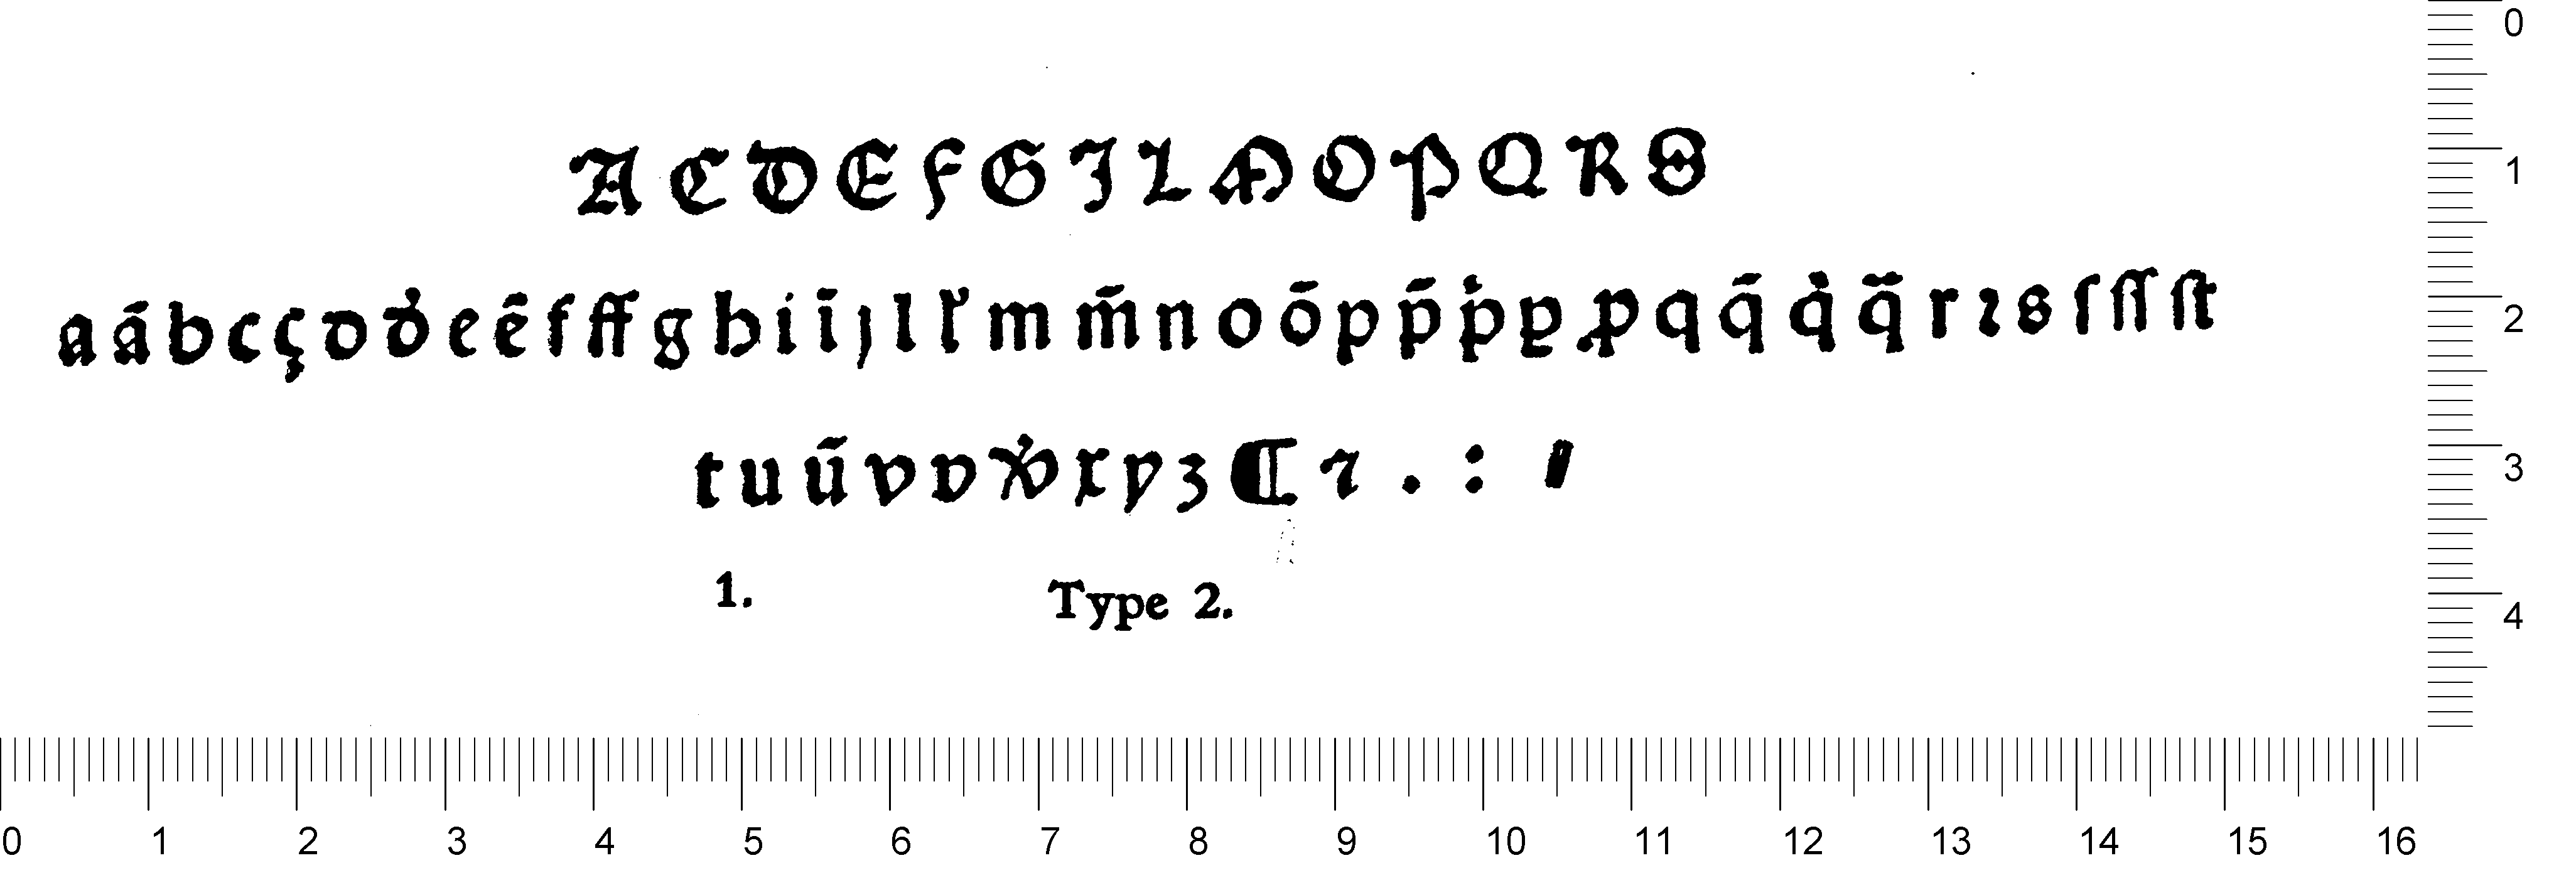 A C D E F G I L M O P Q R S
a ã b c ç d d̛ e ẽ f ff g h i ĩ j l l̛ m m̃ n o õ p p̃ p̛ ꝑ ꝓ q q̃ q̛ q̈ r ꝛ s ſ ſſ ſt
t u ũ v v w̛ x y z ¶ ⁊ . : ⸗
1. Type 2.
0 1 2 3 4
0 1 2 3 4 5 6 7 8 9 10 11 12 13 14 15 16